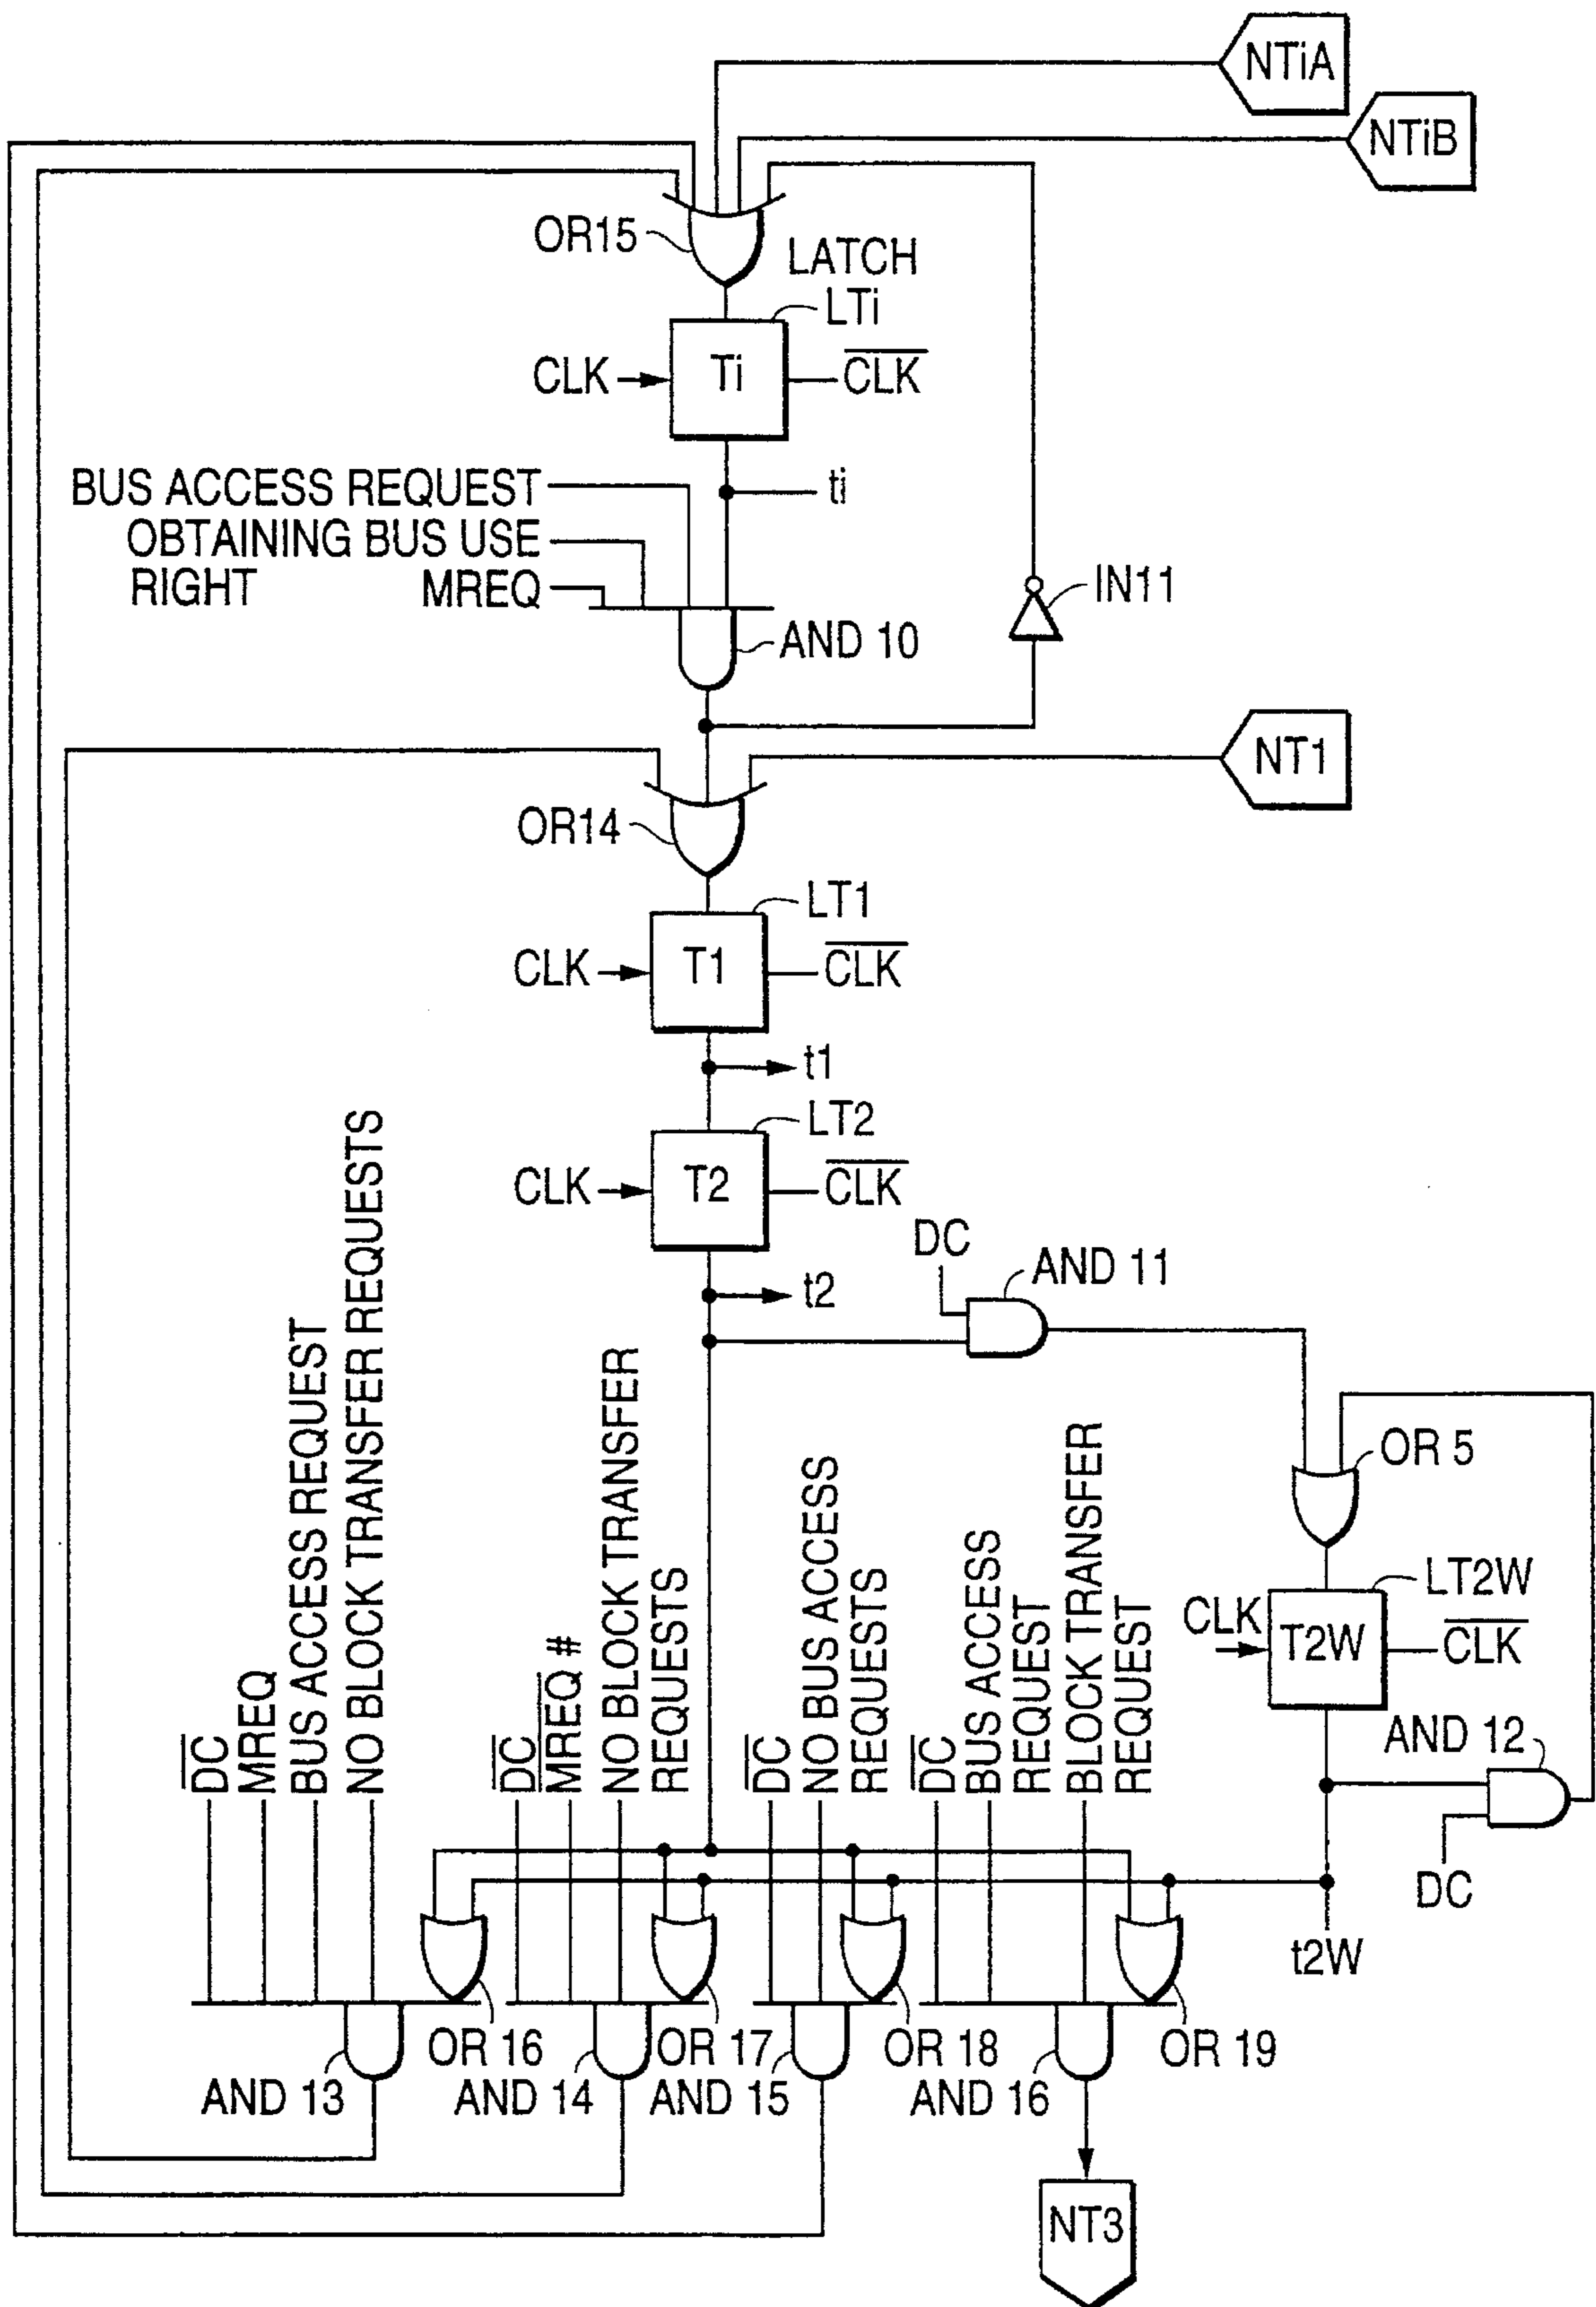 NTiA
NTiB
OR15
LATCH
LTi
CLK
Ti
CLK
BUS ACCESS REQUEST
ti
OBTAINING BUS USE
RIGHT
MREQ
IN11
AND 10
NT1
OR14
LT1
CLK
T1
CLK
t1
LT2
CLK
T2
CLK
t2
DC
AND 11
OR 5
LT2W
CLK
T2W
CLK
AND 12
DC
t2W
DC
MREQ
BUS ACCESS REQUEST
NO BLOCK TRANSFER REQUESTS
DC
MREQ #
NO BLOCK TRANSFER
REQUESTS
DC
NO BUS ACCESS
REQUESTS
DC
BUS ACCESS
REQUEST
BLOCK TRANSFER
REQUEST
OR 16
OR 17
OR 18
OR 19
AND 13
AND 14
AND 15
AND 16
NT3